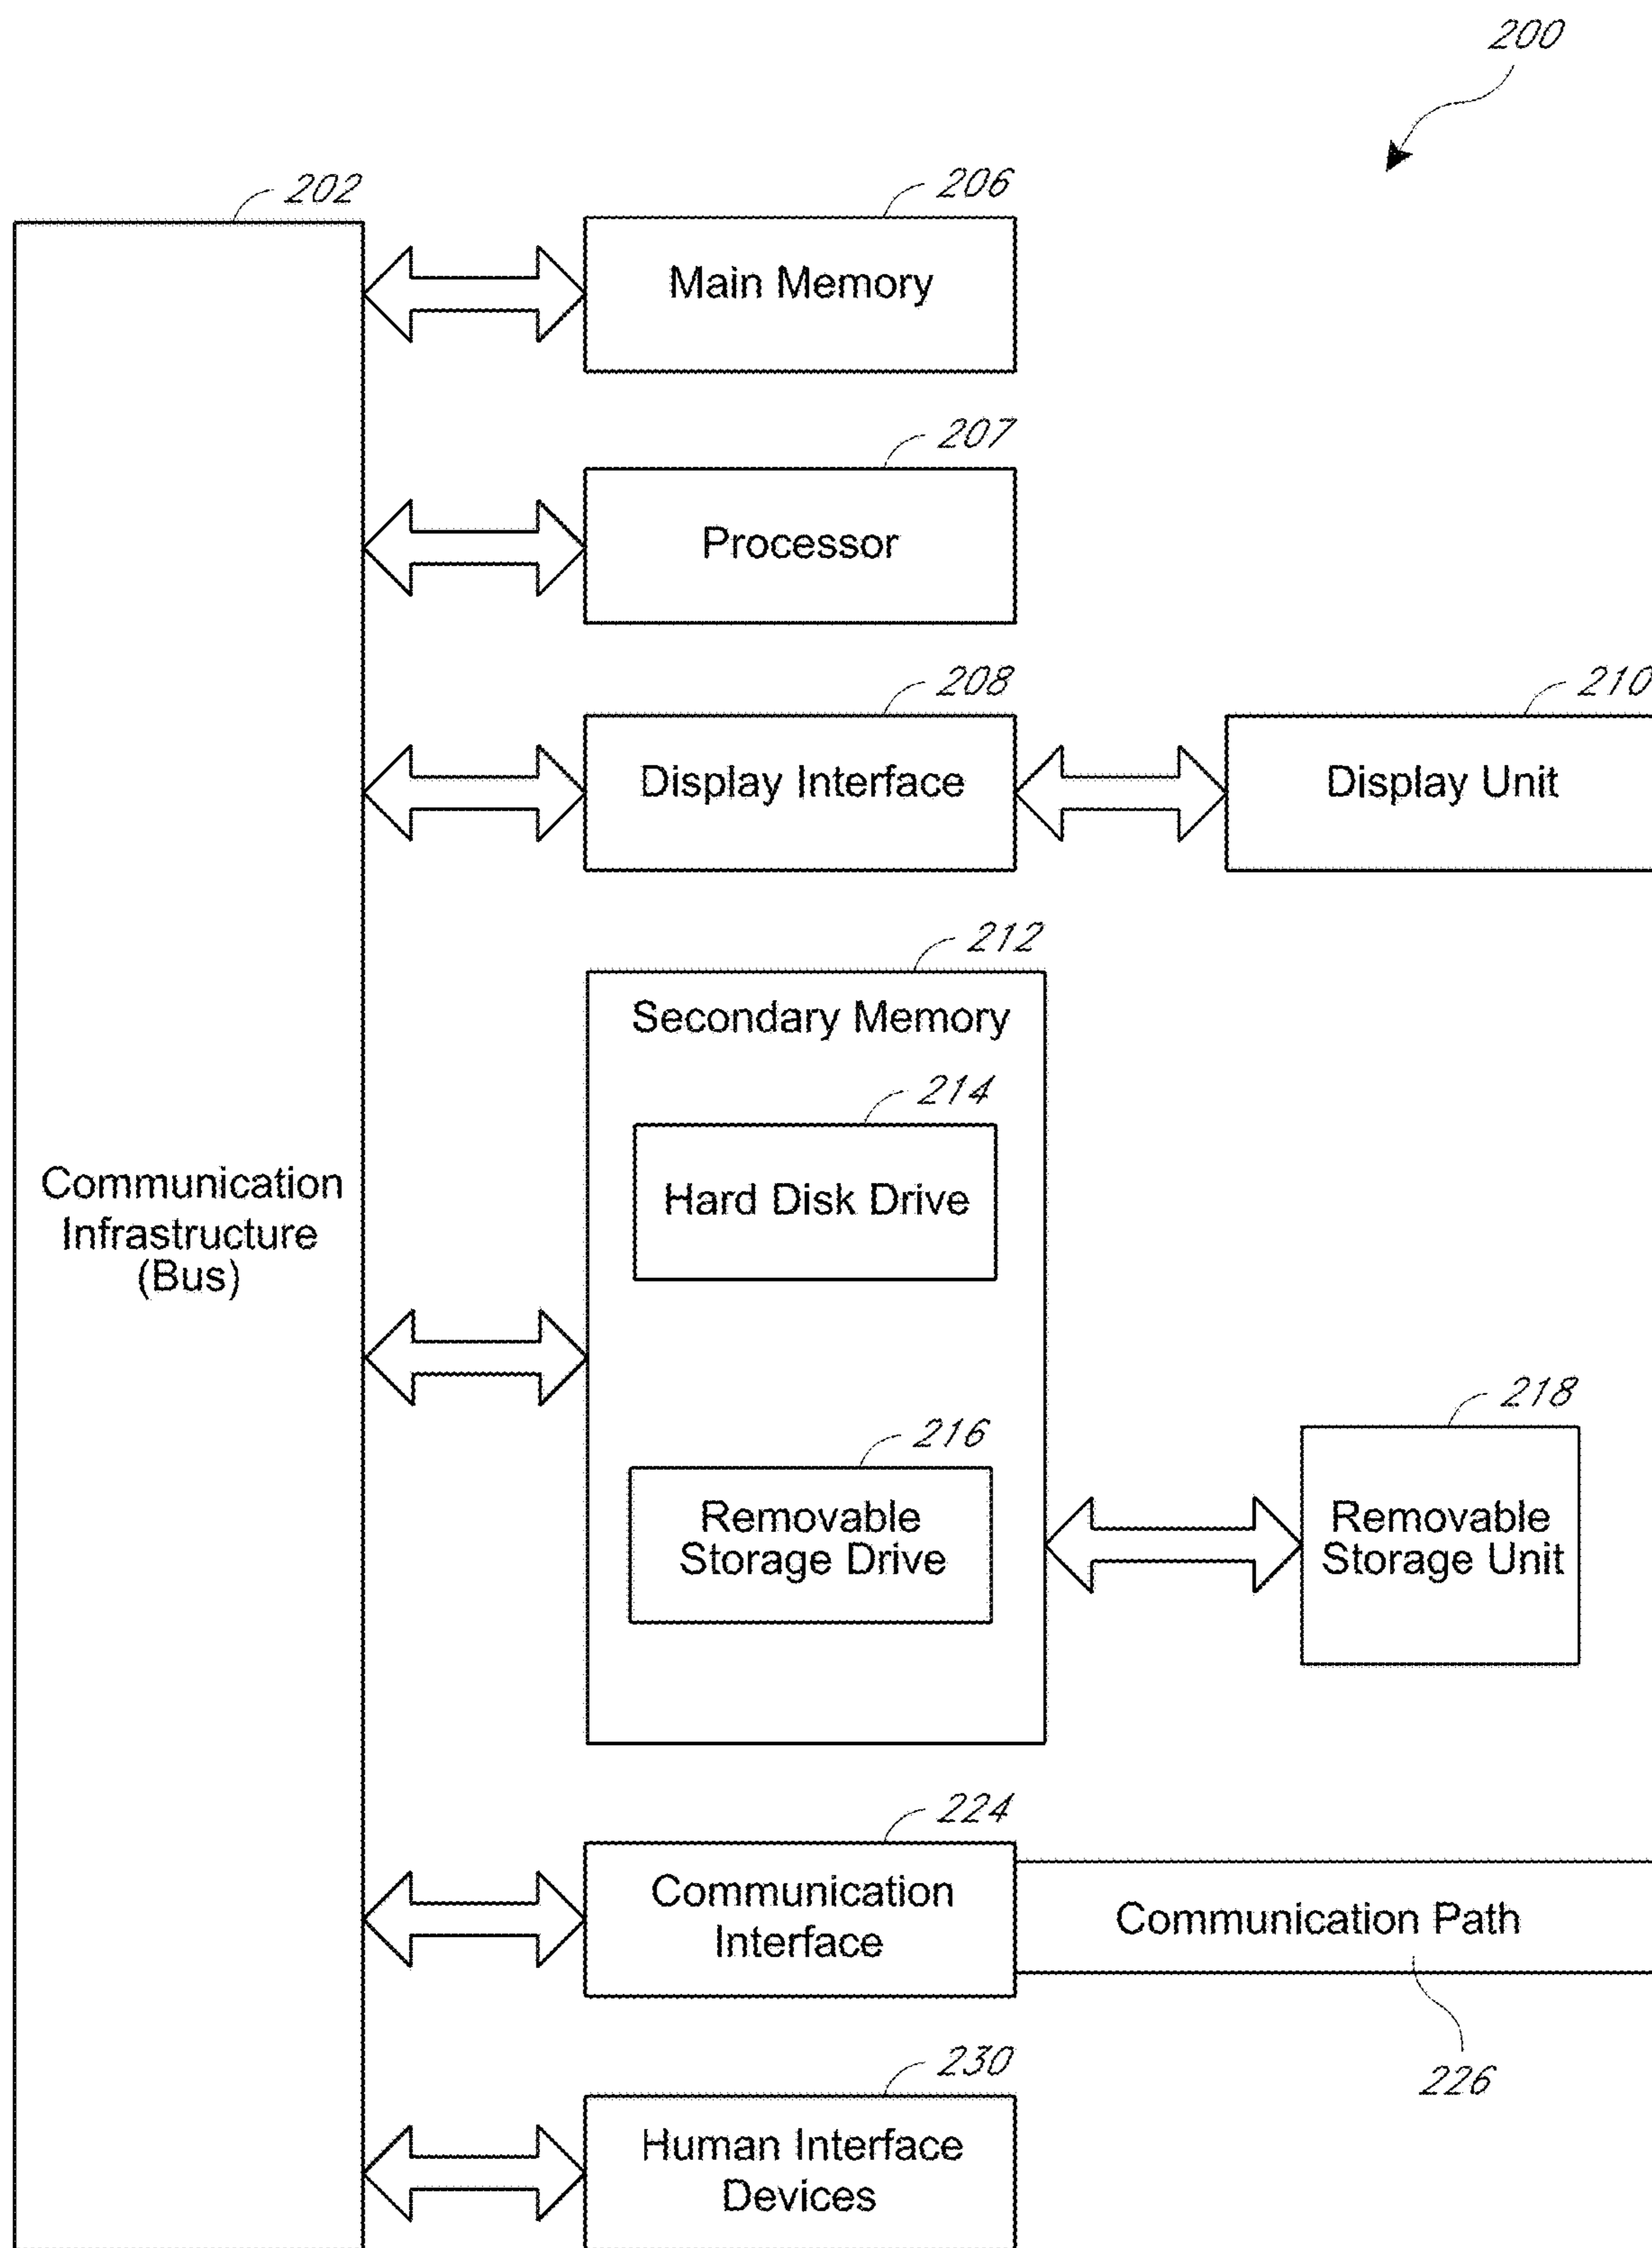 200
202
206
Main Memory
207
Processor
208
Display Interface
210
Display Unit
212
Secondary Memory
214
Hard Disk Drive
Communication
Infrastructure
(Bus)
216
Removable
Storage Drive
218
Removable
Storage Unit
224
Communication
Interface
Communication Path
226
230
Human Interface
Devices